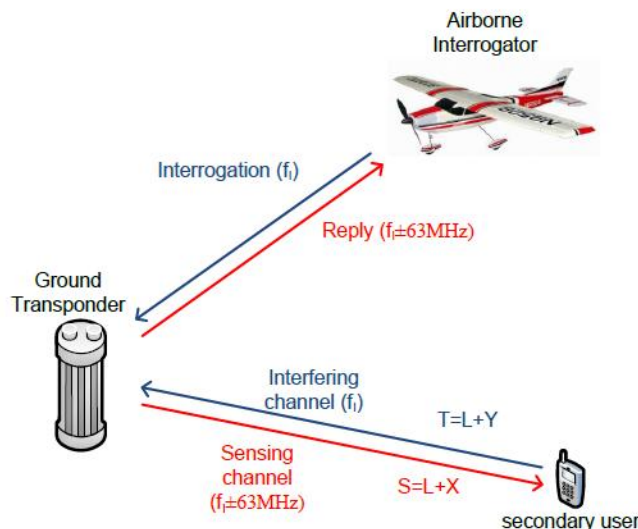 Airborne
Interrogator
Interrogation (fI)
Reply (fI±63MHz)
Ground
Transponder
Interfering
channel (fI)
T=L+Y
Sensing
channel
(fI±63MHz)
S=L+X
secondary user